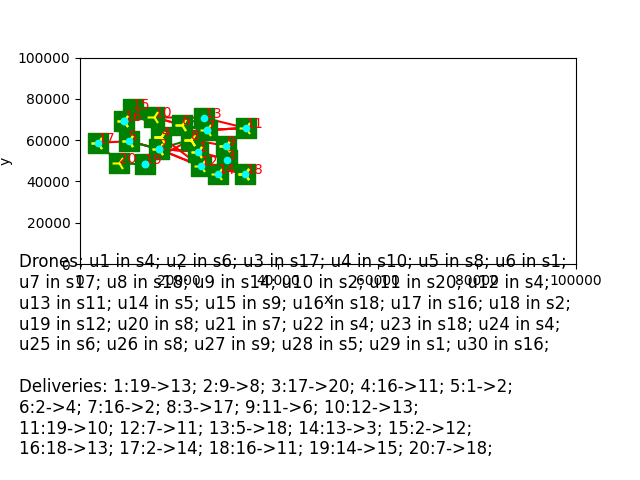 100000
80000
y
60000
40000
20000
0
0 20000 40000 60000 80000 100000
x
Drones: u1 in s4; u2 in s6; u3 in s17; u4 in s10; u5 in s8; u6 in s1;
u7 in s17; u8 in s19; u9 in s14; u10 in s2; u11 in s20; u12 in s4;
u13 in s11; u14 in s5; u15 in s9; u16 in s18; u17 in s16; u18 in s2;
u19 in s12; u20 in s8; u21 in s7; u22 in s4; u23 in s18; u24 in s4;
u25 in s6; u26 in s8; u27 in s9; u28 in s5; u29 in s1; u30 in s16;
Deliveries: 1:19->13; 2:9->8; 3:17->20; 4:16->11; 5:1->2;
6:2->4; 7:16->2; 8:3->17; 9:11->6; 10:12->13;
11:19->10; 12:7->11; 13:5->18; 14:13->3; 15:2->12;
16:18->13; 17:2->14; 18:16->11; 19:14->15; 20:7->18;